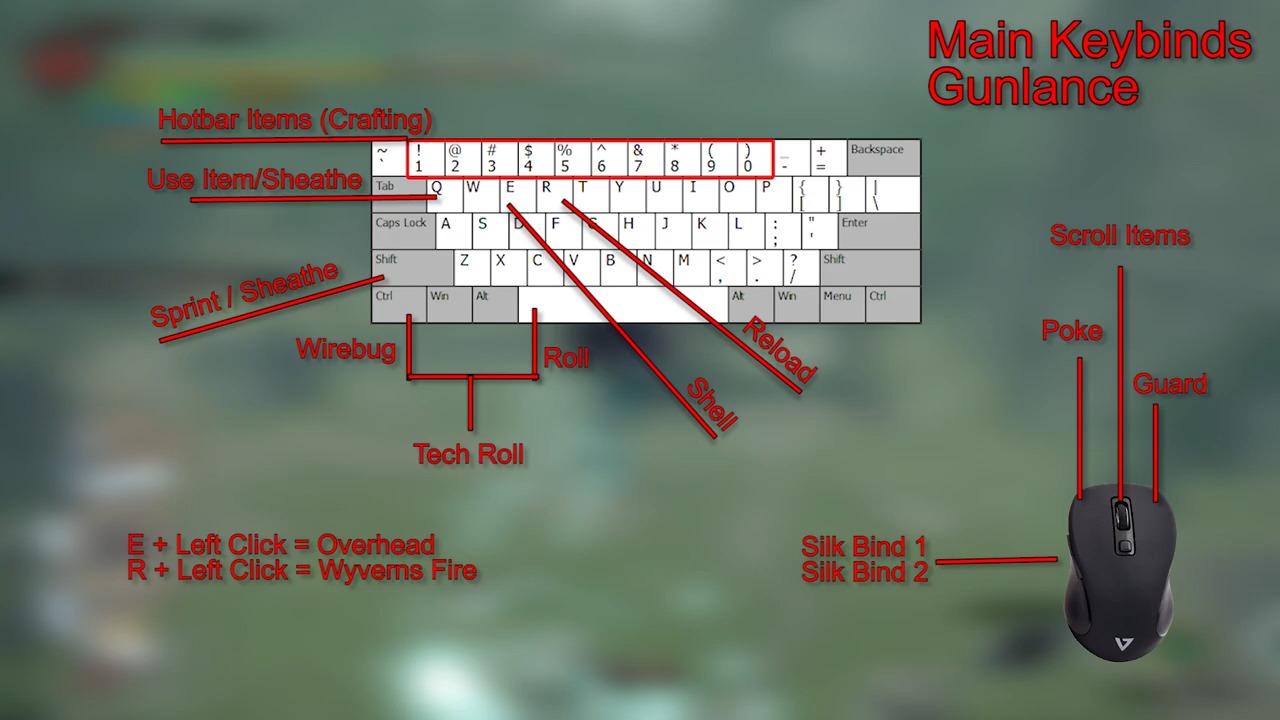 Main Keybinds
Gunlance
Hotbar Items (Crafting)
~ ` ! 1 @ 2 # 3 $ 4 % 5 ^ 6 & 7 * 8 ( 9 ) 0 _ - + = Backspace
Use Item/Sheathe
Tab Q W E R T Y U I O P { [ } ] | \
Caps Lock A S D F G H J K L : ; " ' Enter
Scroll Items
Shift Z X C V B N M < , > . ? / Shift
Sprint / Sheathe
Ctrl Win Alt Alt Win Menu Ctrl
Poke
Wirebug
Roll
Reload
Guard
Shell
Tech Roll
E + Left Click = Overhead
R + Left Click = Wyverns Fire
Silk Bind 1
Silk Bind 2